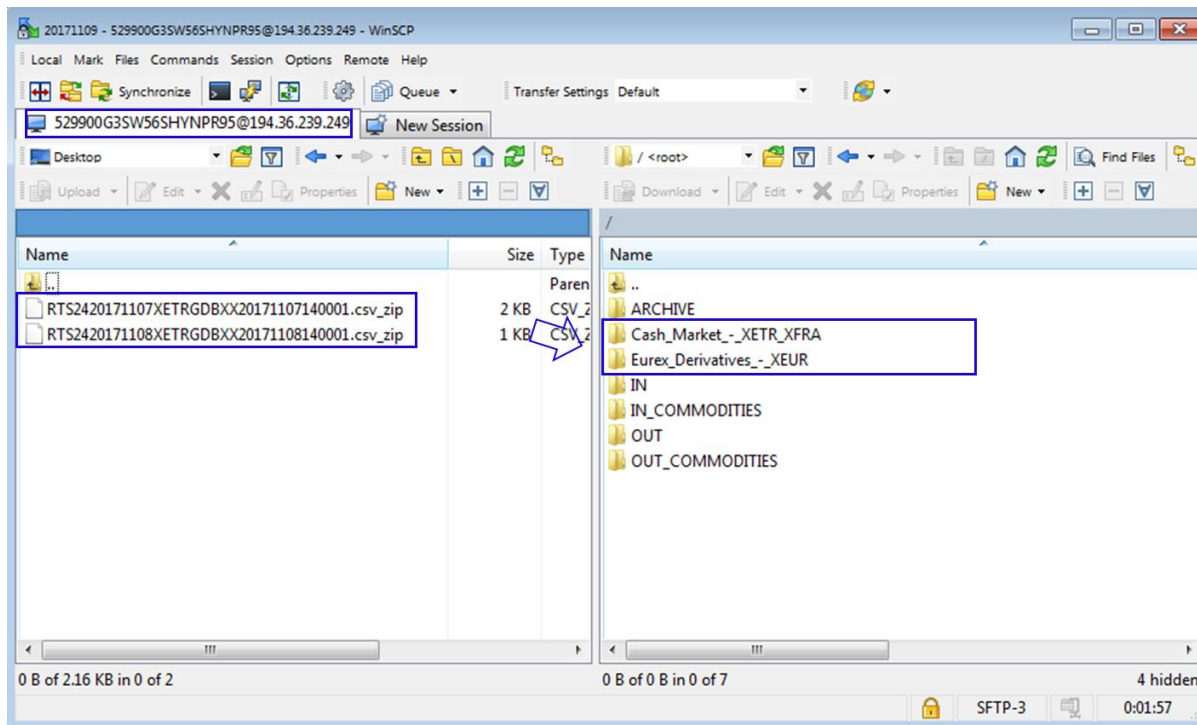 20171109 - 529900G3SW56SHYNPR95@194.36.239.249 - WinSCP
Local Mark Files Commands Session Options Remote Help
Synchronize Queue Transfer Settings Default
529900G3SW56SHYNPR95@194.36.239.249 New Session
Desktop / <root> Find Files
Upload Edit Properties New Download Edit Properties New
/
Name Size Type Name
.. Paren ..
RTS2420171107XETRGDBXX20171107140001.csv_zip 2 KB CSV_Z ARCHIVE
RTS2420171108XETRGDBXX20171108140001.csv_zip 1 KB CSV_Z Cash_Market_-_XETR_XFRA
Eurex_Derivatives_-_XEUR
IN
IN_COMMODITIES
OUT
OUT_COMMODITIES
0 B of 2.16 KB in 0 of 2 0 B of 0 B in 0 of 7 4 hidden
SFTP-3 0:01:57